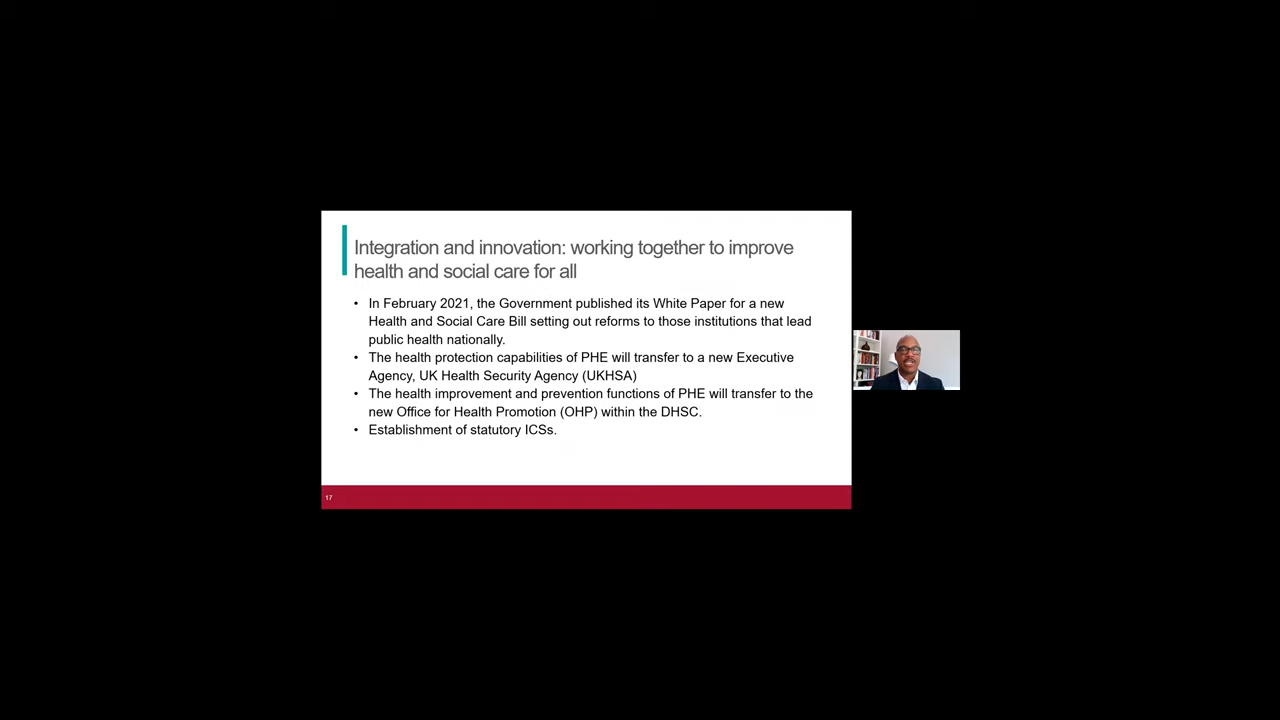 Integration and innovation: working together to improve
health and social care for all
• In February 2021, the Government published its White Paper for a new
Health and Social Care Bill setting out reforms to those institutions that lead
public health nationally.
• The health protection capabilities of PHE will transfer to a new Executive
Agency, UK Health Security Agency (UKHSA)
• The health improvement and prevention functions of PHE will transfer to the
new Office for Health Promotion (OHP) within the DHSC.
• Establishment of statutory ICSs.
17